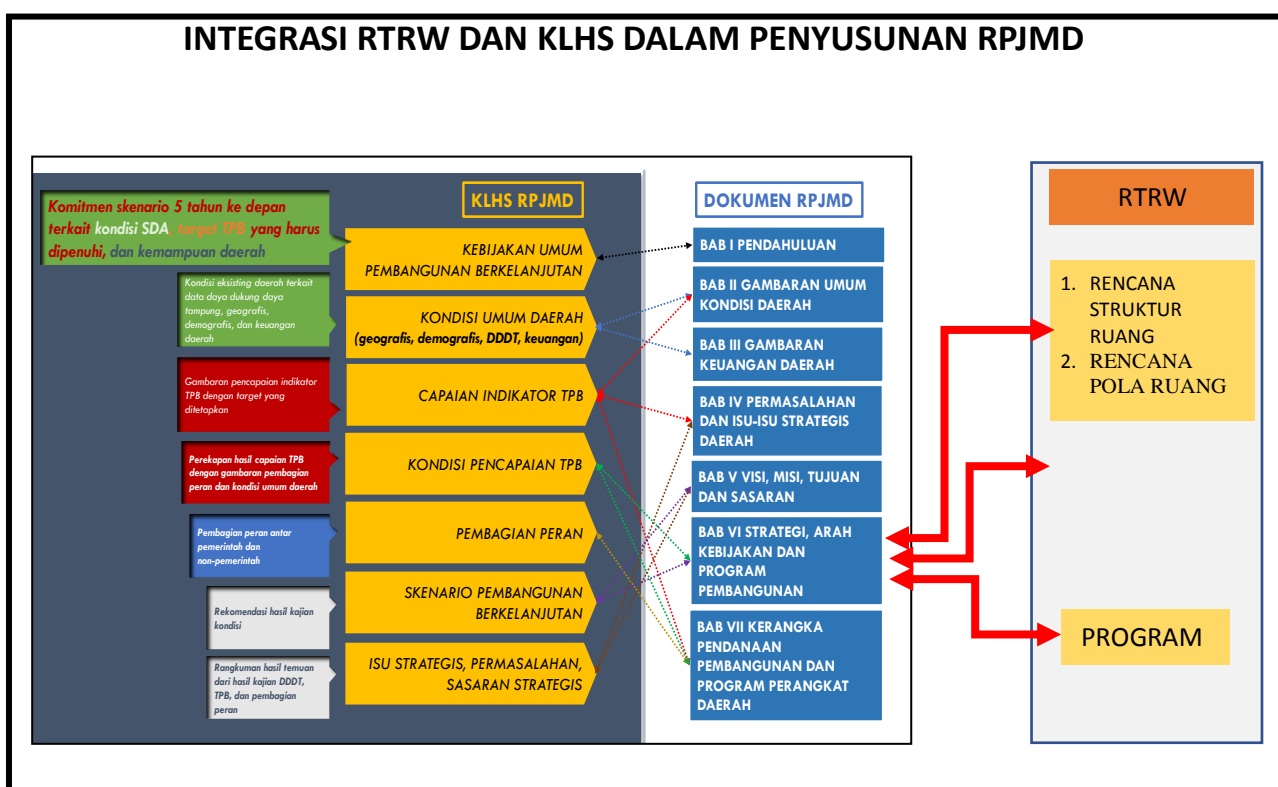 INTEGRASI RTRW DAN KLHS DALAM PENYUSUNAN RPJMD
Komitmen skenario 5 tahun ke depan
terkait kondisi SDA, target TPB yang harus
dipenuhi, dan kemampuan daerah
Kondisi eksisting daerah terkait
data daya dukung daya
tampung, geografis,
demografis, dan keuangan
daerah
Gambaran pencapaian indikator
TPB dengan target yang
ditetapkan
Perekapan hasil capaian TPB
dengan gambaran pembagian
peran dan kondisi umum daerah
Pembagian peran antar
pemerintah dan
non-pemerintah
Rekomendasi hasil kajian
kondisi
Rangkuman hasil temuan
dari hasil kajian DDDT,
TPB, dan pembagian
peran
KLHS RPJMD
KEBIJAKAN UMUM
PEMBANGUNAN BERKELANJUTAN
KONDISI UMUM DAERAH
(geografis, demografis, DDDT, keuangan)
CAPAIAN INDIKATOR TPB
KONDISI PENCAPAIAN TPB
PEMBAGIAN PERAN
SKENARIO PEMBANGUNAN
BERKELANJUTAN
ISU STRATEGIS, PERMASALAHAN,
SASARAN STRATEGIS
DOKUMEN RPJMD
BAB I PENDAHULUAN
BAB II GAMBARAN UMUM
KONDISI DAERAH
BAB III GAMBARAN
KEUANGAN DAERAH
BAB IV PERMASALAHAN
DAN ISU-ISU STRATEGIS
DAERAH
BAB V VISI, MISI, TUJUAN
DAN SASARAN
BAB VI STRATEGI, ARAH
KEBIJAKAN DAN
PROGRAM
PEMBANGUNAN
BAB VII KERANGKA
PENDANAAN
PEMBANGUNAN DAN
PROGRAM PERANGKAT
DAERAH
RTRW
1. RENCANA
STRUKTUR
RUANG
2. RENCANA
POLA RUANG
PROGRAM